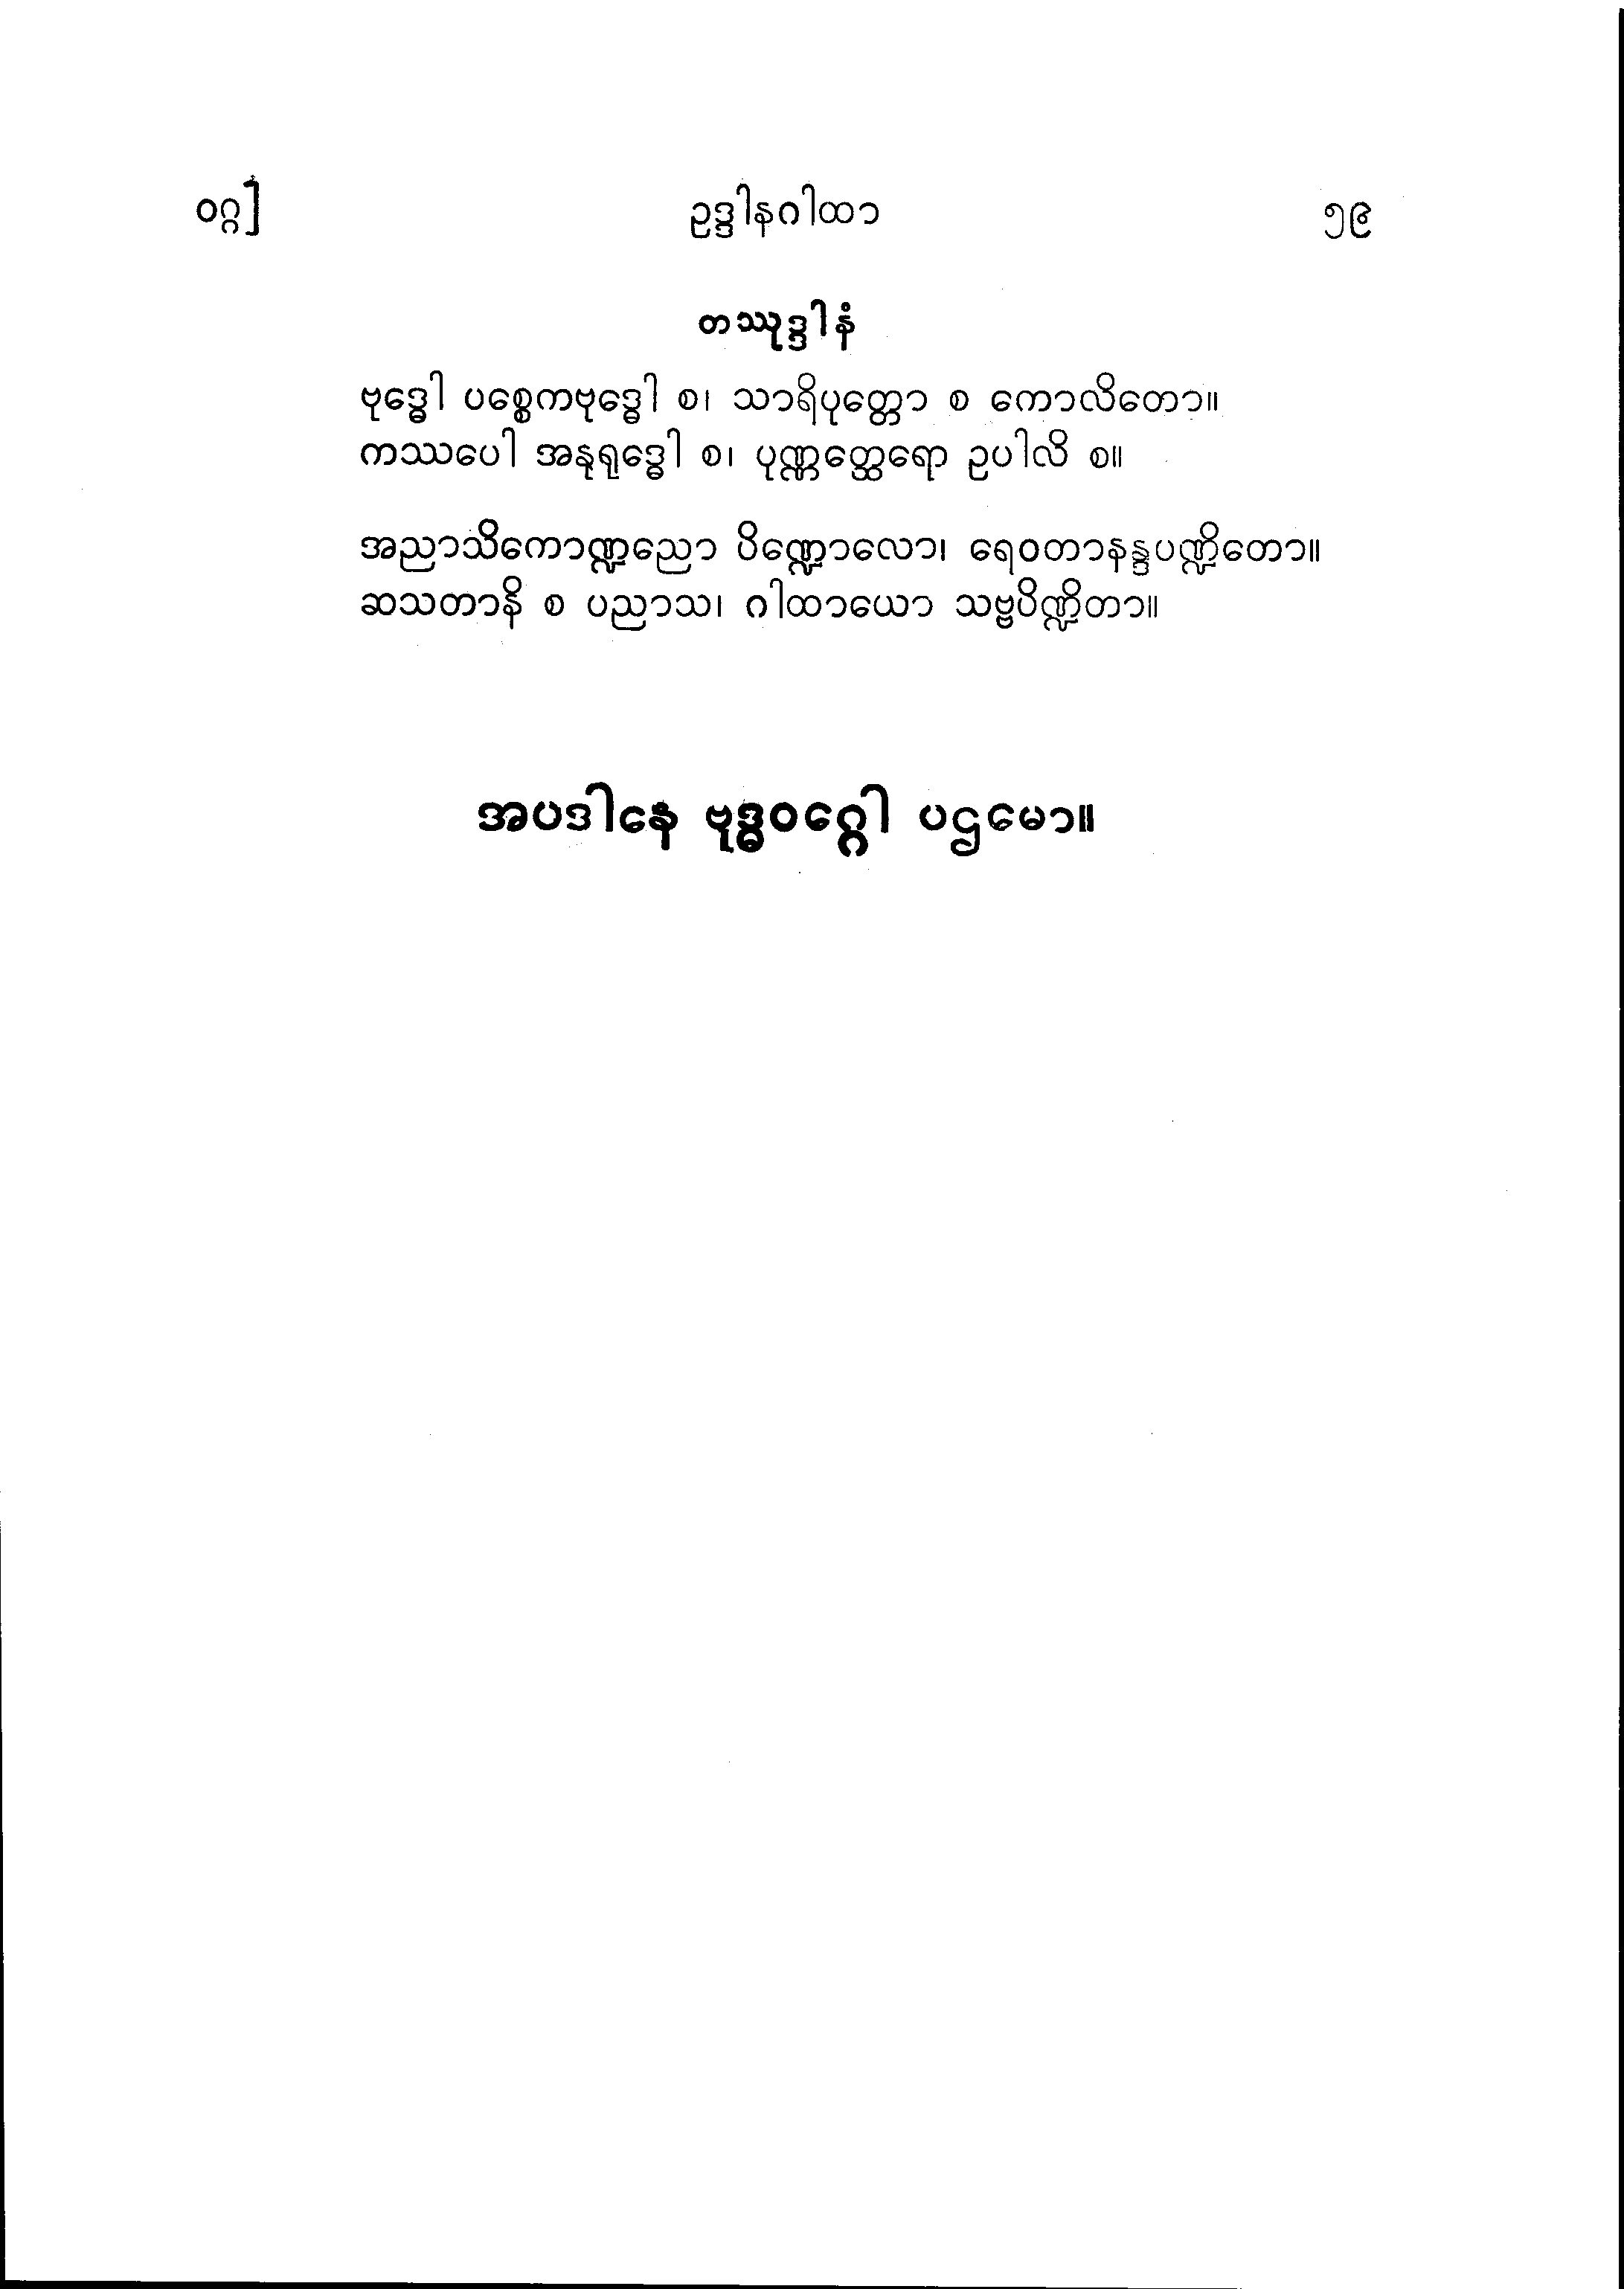 ဝဂ္ဂ]
ဥဒ္ဒါနဂါထာ
၅၉
တဿုဒ္ဒါနံ
ဗုဒ္ဓေါ ပစ္စေကဗုဒ္ဓေါ စ၊ သာရိပုတ္တော စ ကောလိတော။
ကဿပေါ အနုရုဒ္ဓေါ စ၊ ပုဏ္ဏတ္ထေရော ဥပါလိ စ။
အညာသိကောဏ္ဍညော ပိဏ္ဍောလော၊ ရေဝတာနန္ဒပဏ္ဍိတော။
ဆသတာနိ စ ပညာသ၊ ဂါထာယော သဗ္ဗပိဏ္ဍိတာ။
အပဒါနေ ဗုဒ္ဓဝဂ္ဂေါ ပဌမော။